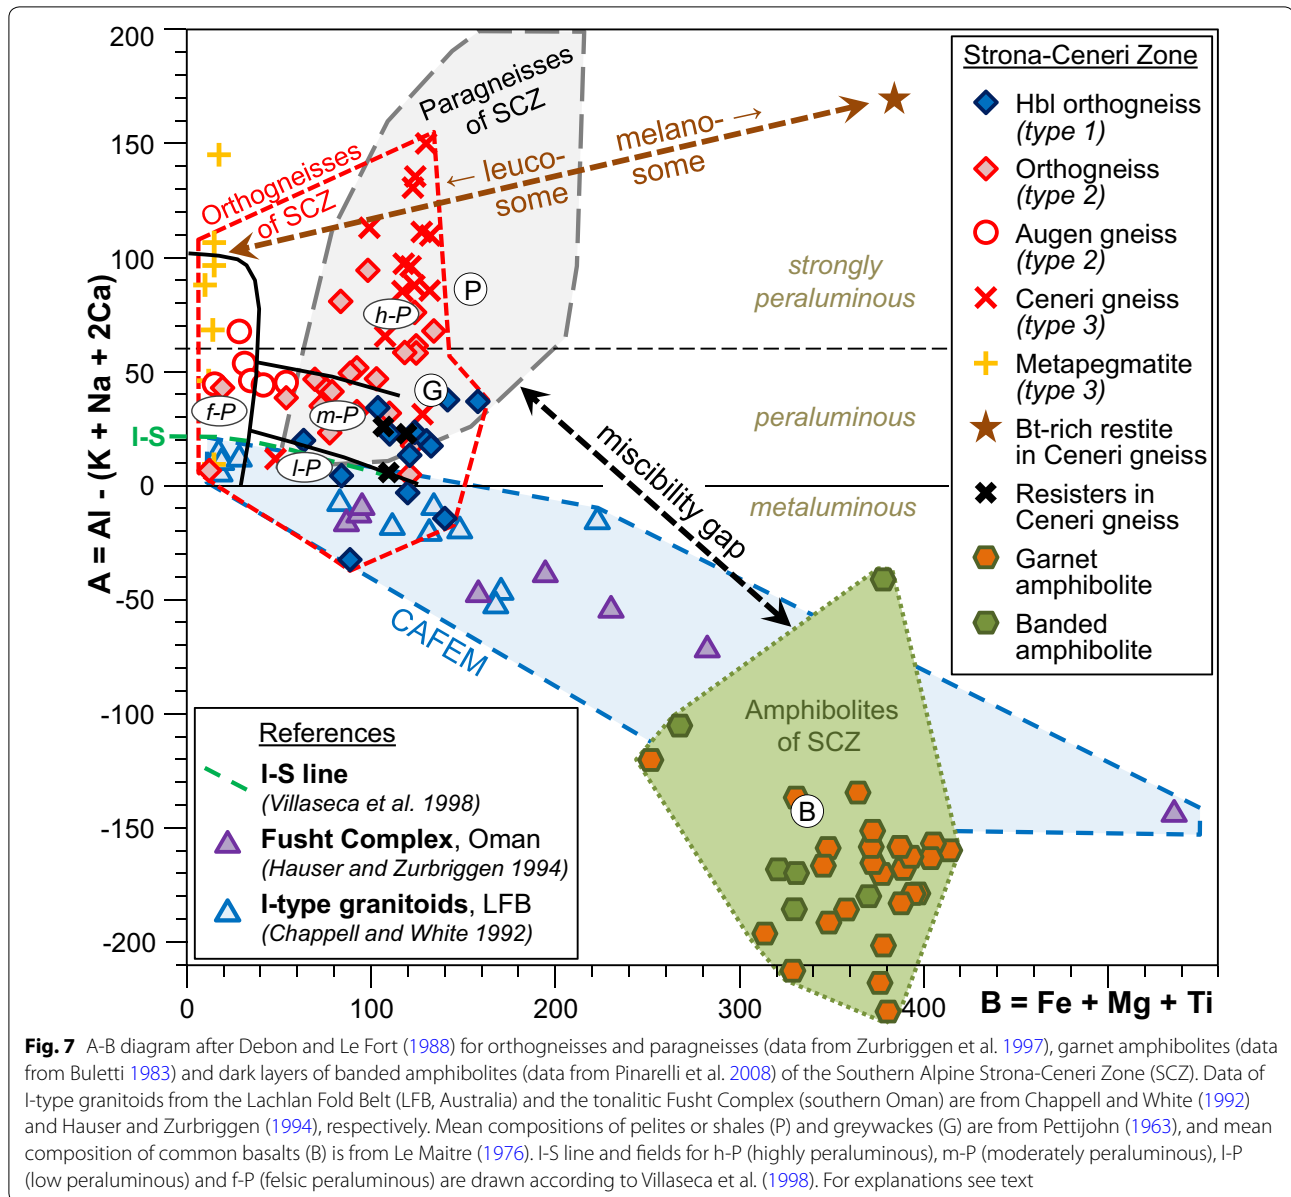 200
150
100
50
I-S
0
-50
-100
-150
-200
A = Al - (K + Na + 2Ca)
0
100
200
300
400
B = Fe + Mg + Ti
Paragneisses
of SCZ
Orthogneisses
of SCZ
← leuco-
some
melano- →
some
P
h-P
G
f-P
m-P
l-P
strongly
peraluminous
peraluminous
metaluminous
miscibility gap
CAFEM
Amphibolites
of SCZ
B
Strona-Ceneri Zone
Hbl orthogneiss
(type 1)
Orthogneiss
(type 2)
Augen gneiss
(type 2)
Ceneri gneiss
(type 3)
Metapegmatite
(type 3)
Bt-rich restite
in Ceneri gneiss
Resisters in
Ceneri gneiss
Garnet
amphibolite
Banded
amphibolite
References
I-S line
(Villaseca et al. 1998)
Fusht Complex, Oman
(Hauser and Zurbriggen 1994)
I-type granitoids, LFB
(Chappell and White 1992)
Fig. 7 A-B diagram after Debon and Le Fort (1988) for orthogneisses and paragneisses (data from Zurbriggen et al. 1997), garnet amphibolites (data
from Buletti 1983) and dark layers of banded amphibolites (data from Pinarelli et al. 2008) of the Southern Alpine Strona-Ceneri Zone (SCZ). Data of
I-type granitoids from the Lachlan Fold Belt (LFB, Australia) and the tonalitic Fusht Complex (southern Oman) are from Chappell and White (1992)
and Hauser and Zurbriggen (1994), respectively. Mean compositions of pelites or shales (P) and greywackes (G) are from Pettijohn (1963), and mean
composition of common basalts (B) is from Le Maitre (1976). I-S line and fields for h-P (highly peraluminous), m-P (moderately peraluminous), l-P
(low peraluminous) and f-P (felsic peraluminous) are drawn according to Villaseca et al. (1998). For explanations see text